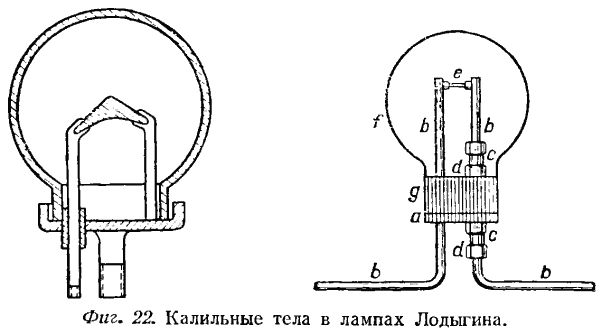 e
f
b
b
c
d
g
a
c
d
b
b
Фиг. 22. Калильные тела в лампах Лодыгина.